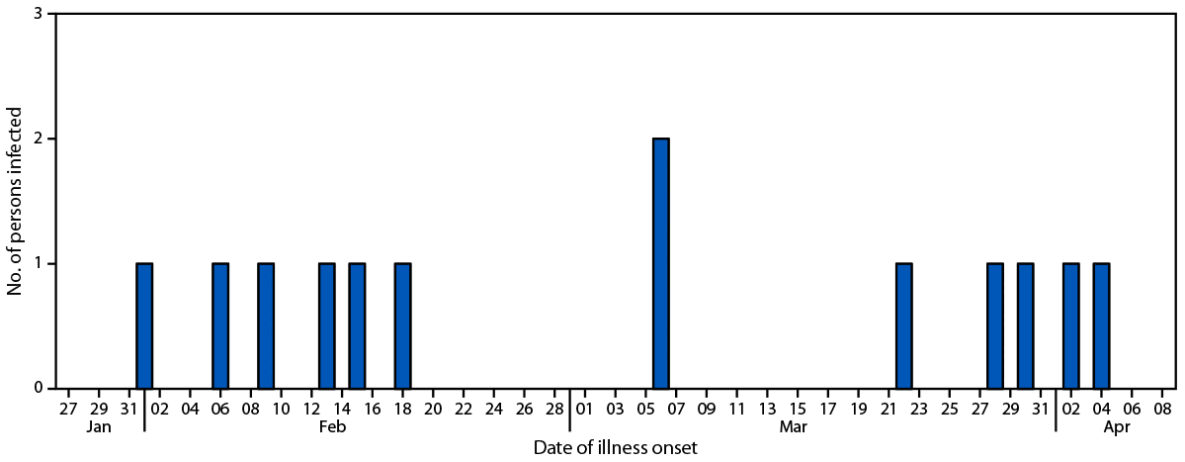 3
2
1
0
No. of persons infected
27 29 31 02 04 06 08 10 12 14 16 18 20 22 24 26 28 01 03 05 07 09 11 13 15 17 19 21 23 25 27 29 31 02 04 06 08
Jan Feb Mar Apr
Date of illness onset